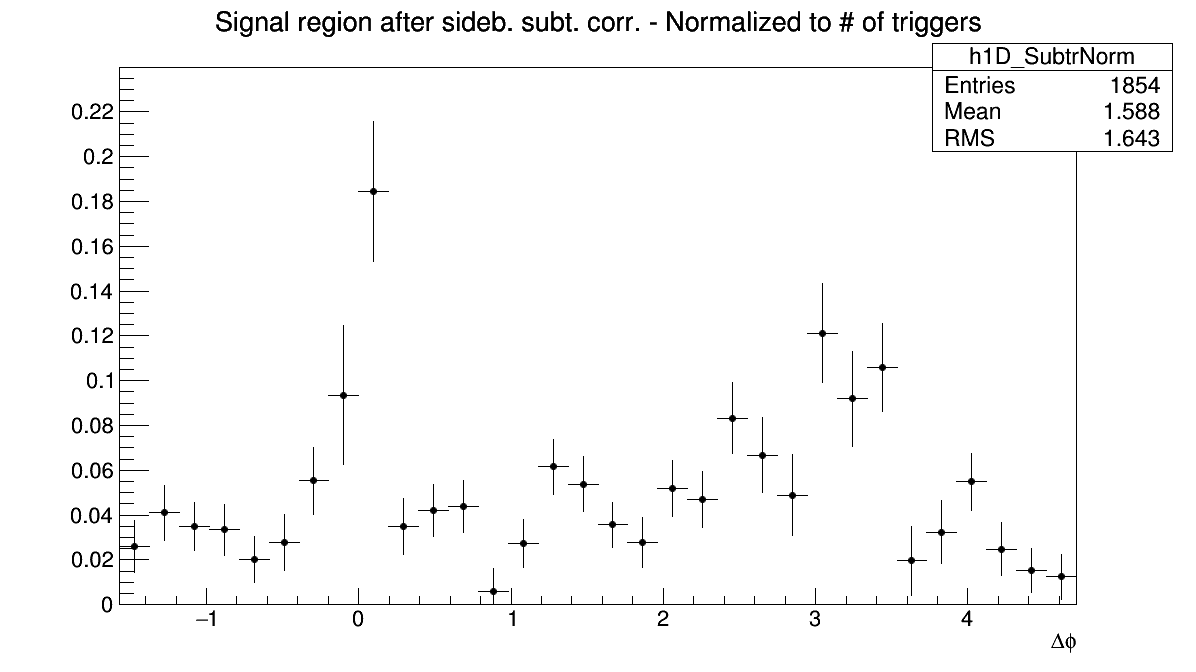 Signal region after sideb. subt. corr. - Normalized to # of triggers
h1D_SubtrNorm
Entries 1854
Mean 1.588
RMS 1.643
0.22
0.2
0.18
0.16
0.14
0.12
0.1
0.08
0.06
0.04
0.02
0
−1 0 1 2 3 4
Δϕ